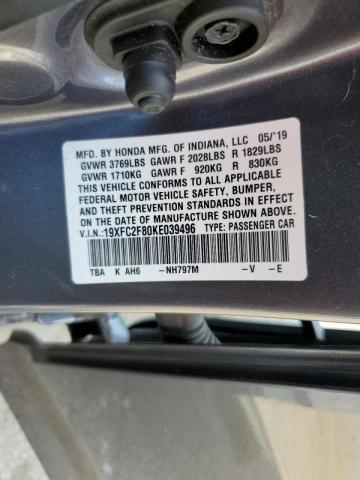 MFD. BY HONDA MFG. OF INDIANA, LLC 05/'19
GVWR 3769LBS GAWR F 2028LBS R 1829LBS
GVWR 1710KG GAWR F 920KG R 830KG
THIS VEHICLE CONFORMS TO ALL APPLICABLE
FEDERAL MOTOR VEHICLE SAFETY, BUMPER,
AND THEFT PREVENTION STANDARDS IN EFFECT
ON THE DATE OF MANUFACTURE SHOWN ABOVE.
V.I.N.:19XFC2F80KE039496 TYPE: PASSENGER CAR
TBA K AH6 -NH797M -V -E